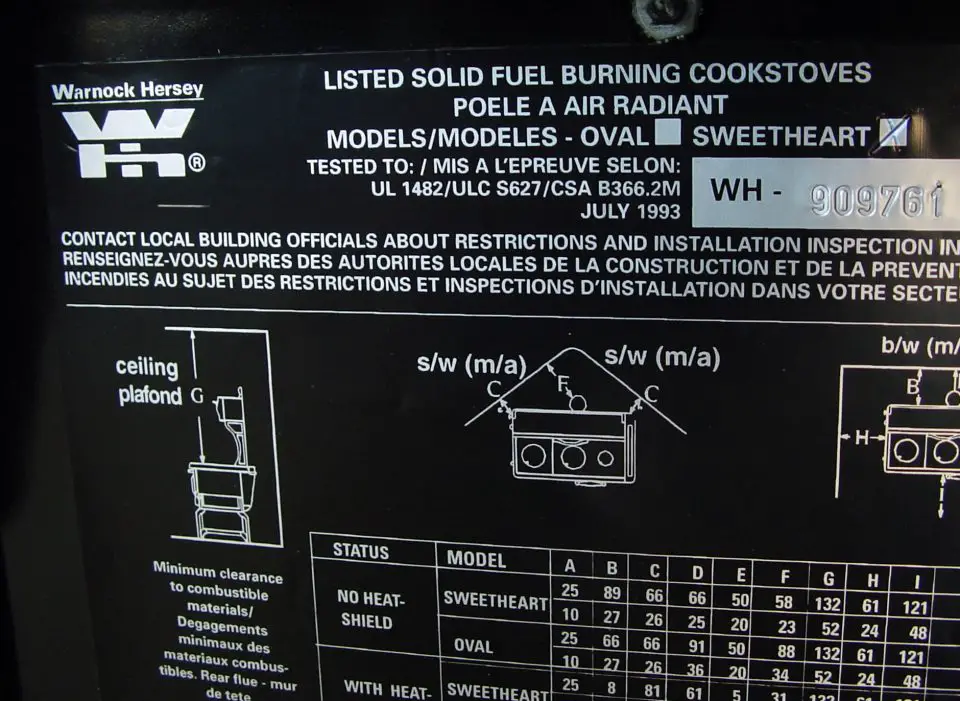 Warnock Hersey
WH ®
LISTED SOLID FUEL BURNING COOKSTOVES
POELE A AIR RADIANT
MODELS/MODELES - OVAL SWEETHEART
TESTED TO: / MIS A L'EPREUVE SELON:
UL 1482/ULC S627/CSA B366.2M
JULY 1993
WH - 909761
CONTACT LOCAL BUILDING OFFICIALS ABOUT RESTRICTIONS AND INSTALLATION INSPECTION IN
RENSEIGNEZ-VOUS AUPRES DES AUTORITES LOCALES DE LA CONSTRUCTION ET DE LA PREVENT
INCENDIES AU SUJET DES RESTRICTIONS ET INSPECTIONS D'INSTALLATION DANS VOTRE SECTE
ceiling
plafond G
s/w (m/a) s/w (m/a)
C F C
b/w (m/
B
H
I
Minimum clearance
to combustible
materials/
Degagements
minimaux des
materiaux combus-
tibles. Rear flue - mur
de tete
STATUS MODEL A B C D E F G H I
NO HEAT-SHIELD SWEETHEART 25 89 66 66 50 58 132 61 121
10 27 26 25 20 23 52 24 48
OVAL 25 66 66 91 50 88 132 61 121
10 27 26 36 20 34 52 24 48
WITH HEAT- SWEETHEART 25 8 81 61 5 31